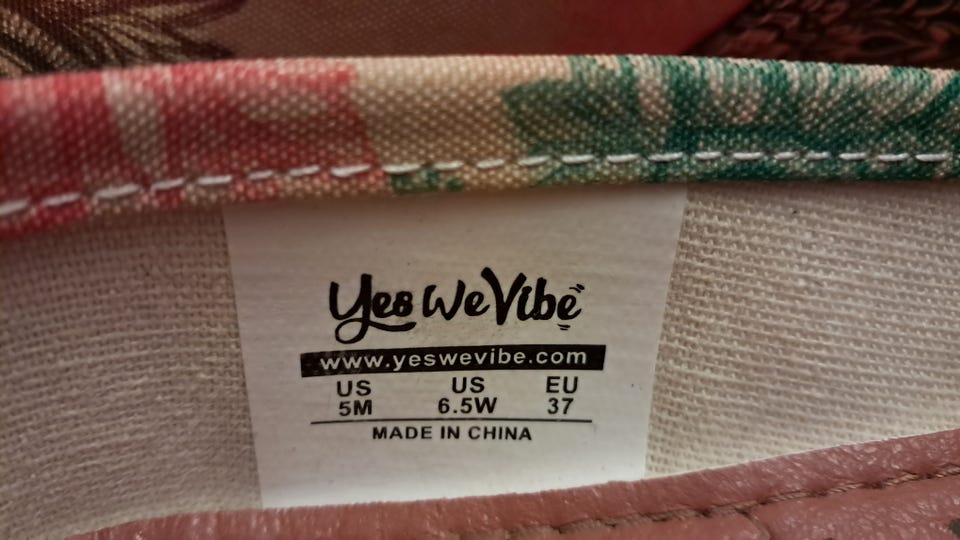 Yes We Vibe
www.yeswevibe.com
US US EU
5M 6.5W 37
MADE IN CHINA